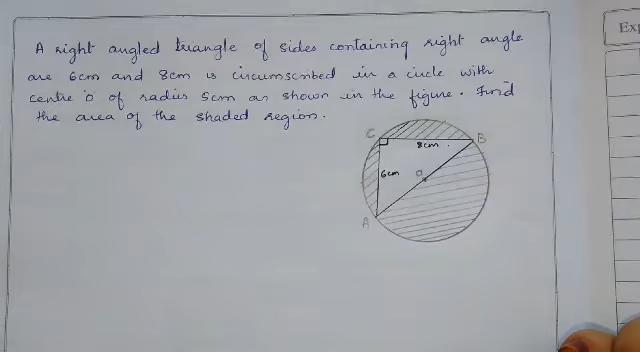 A right angled triangle of sides containing right angle
are 6cm and 8cm is circumscribed in a circle with
centre 'o' of radius 5cm as shown in the figure. Find
the area of the shaded region.
C
B
8cm
6cm
O
A
Exp